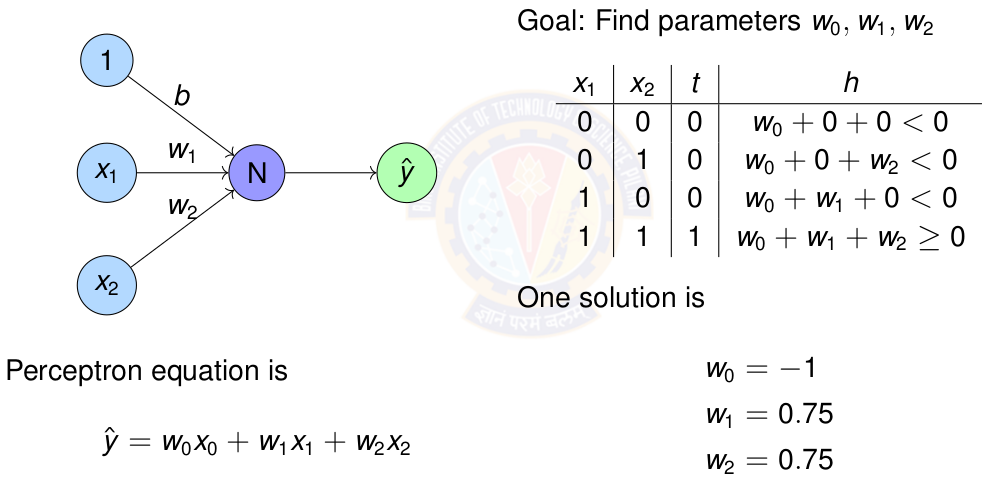 1
b
x₁
w₁
N
ŷ
w₂
x₂
Perceptron equation is
ŷ = w₀x₀ + w₁x₁ + w₂x₂
Goal: Find parameters w₀, w₁, w₂
x₁ x₂ t h
0 0 0 w₀ + 0 + 0 < 0
0 1 0 w₀ + 0 + w₂ < 0
1 0 0 w₀ + w₁ + 0 < 0
1 1 1 w₀ + w₁ + w₂ ≥ 0
One solution is
w₀ = −1
w₁ = 0.75
w₂ = 0.75
ज्ञान परमं बलम्